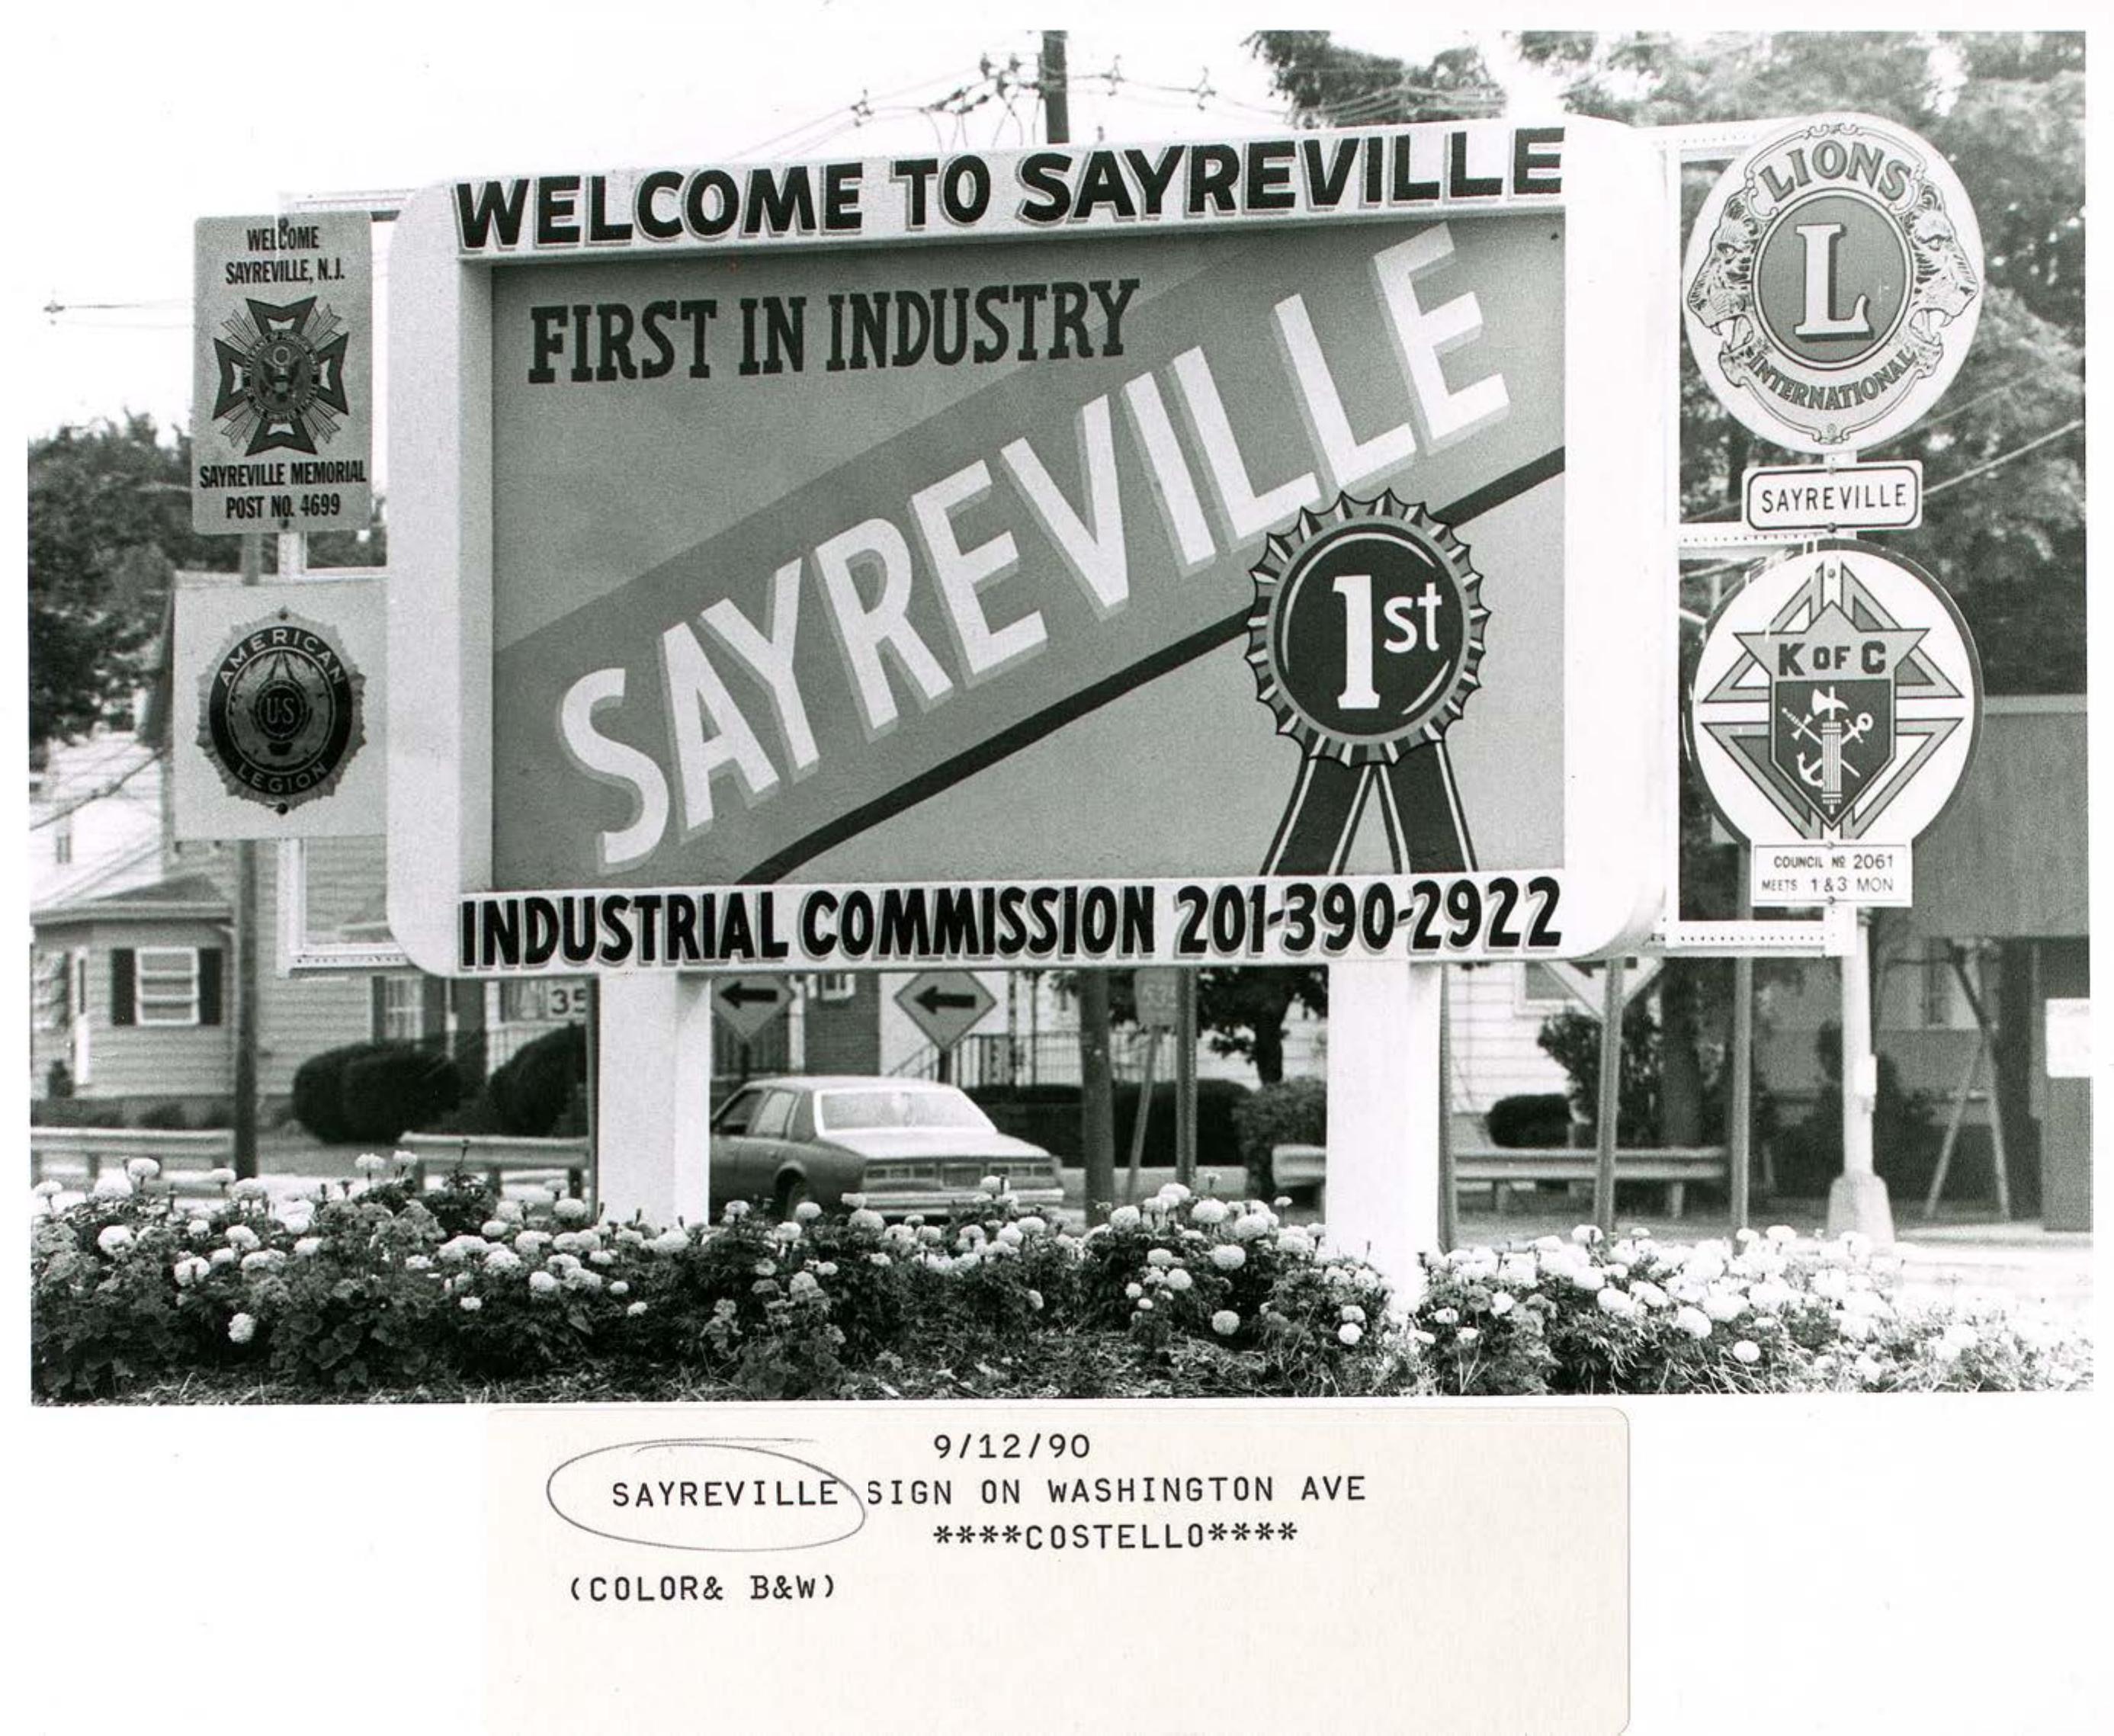 WELCOME TO SAYREVILLE
FIRST IN INDUSTRY
SAYREVILLE
1st
INDUSTRIAL COMMISSION 201-390-2922
WELCOME
SAYREVILLE, N.J.
SAYREVILLE MEMORIAL
POST NO. 4699
AMERICAN
US
LEGION
LIONS
L
INTERNATIONAL
SAYREVILLE
K OF C
COUNCIL Nº 2061
MEETS 1 & 3 MON
35
9/12/90
SAYREVILLE SIGN ON WASHINGTON AVE
****COSTELLO****
(COLOR& B&W)